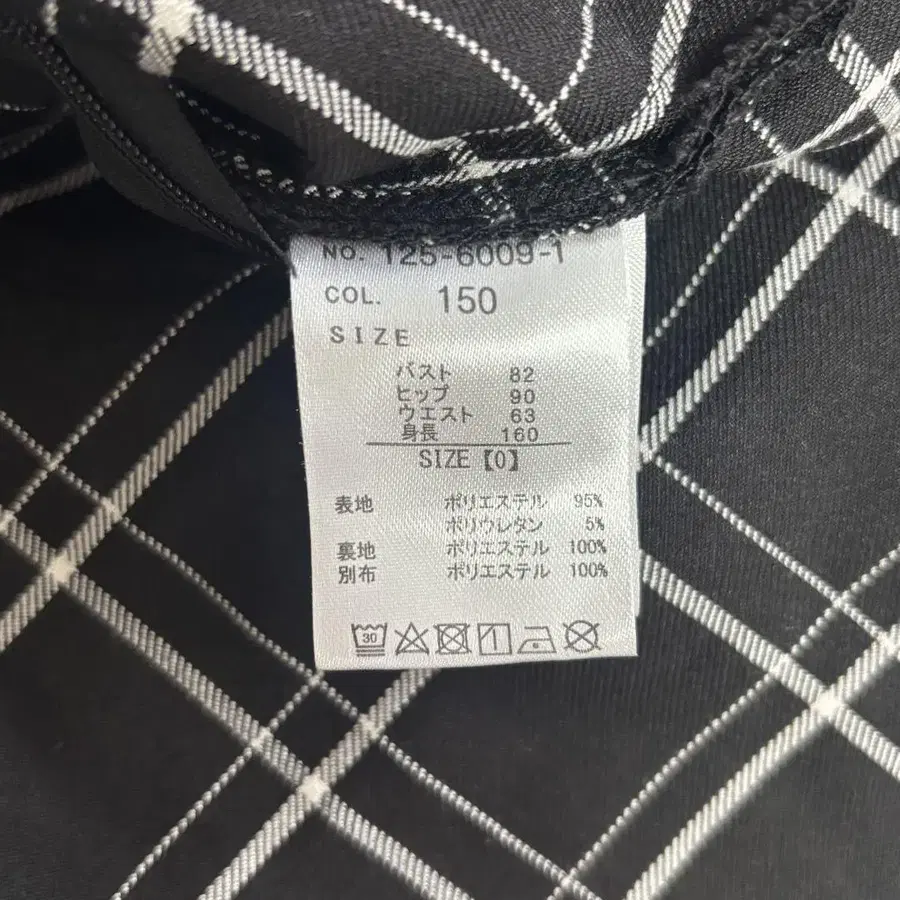 NO. 125-6009-1
COL. 150
SIZE
バスト 82
ヒップ 90
ウエスト 63
身長 160
SIZE【0】
表地 ポリエステル 95%
ポリウレタン 5%
裏地 ポリエステル 100%
別布 ポリエステル 100%
30